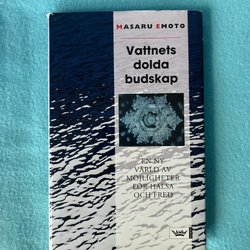 MASARU EMOTO
Vattnets
dolda
budskap
EN NY
VÄRLD AV
MÖJLIGHETER
FÖR HÄLSA
OCH FRED